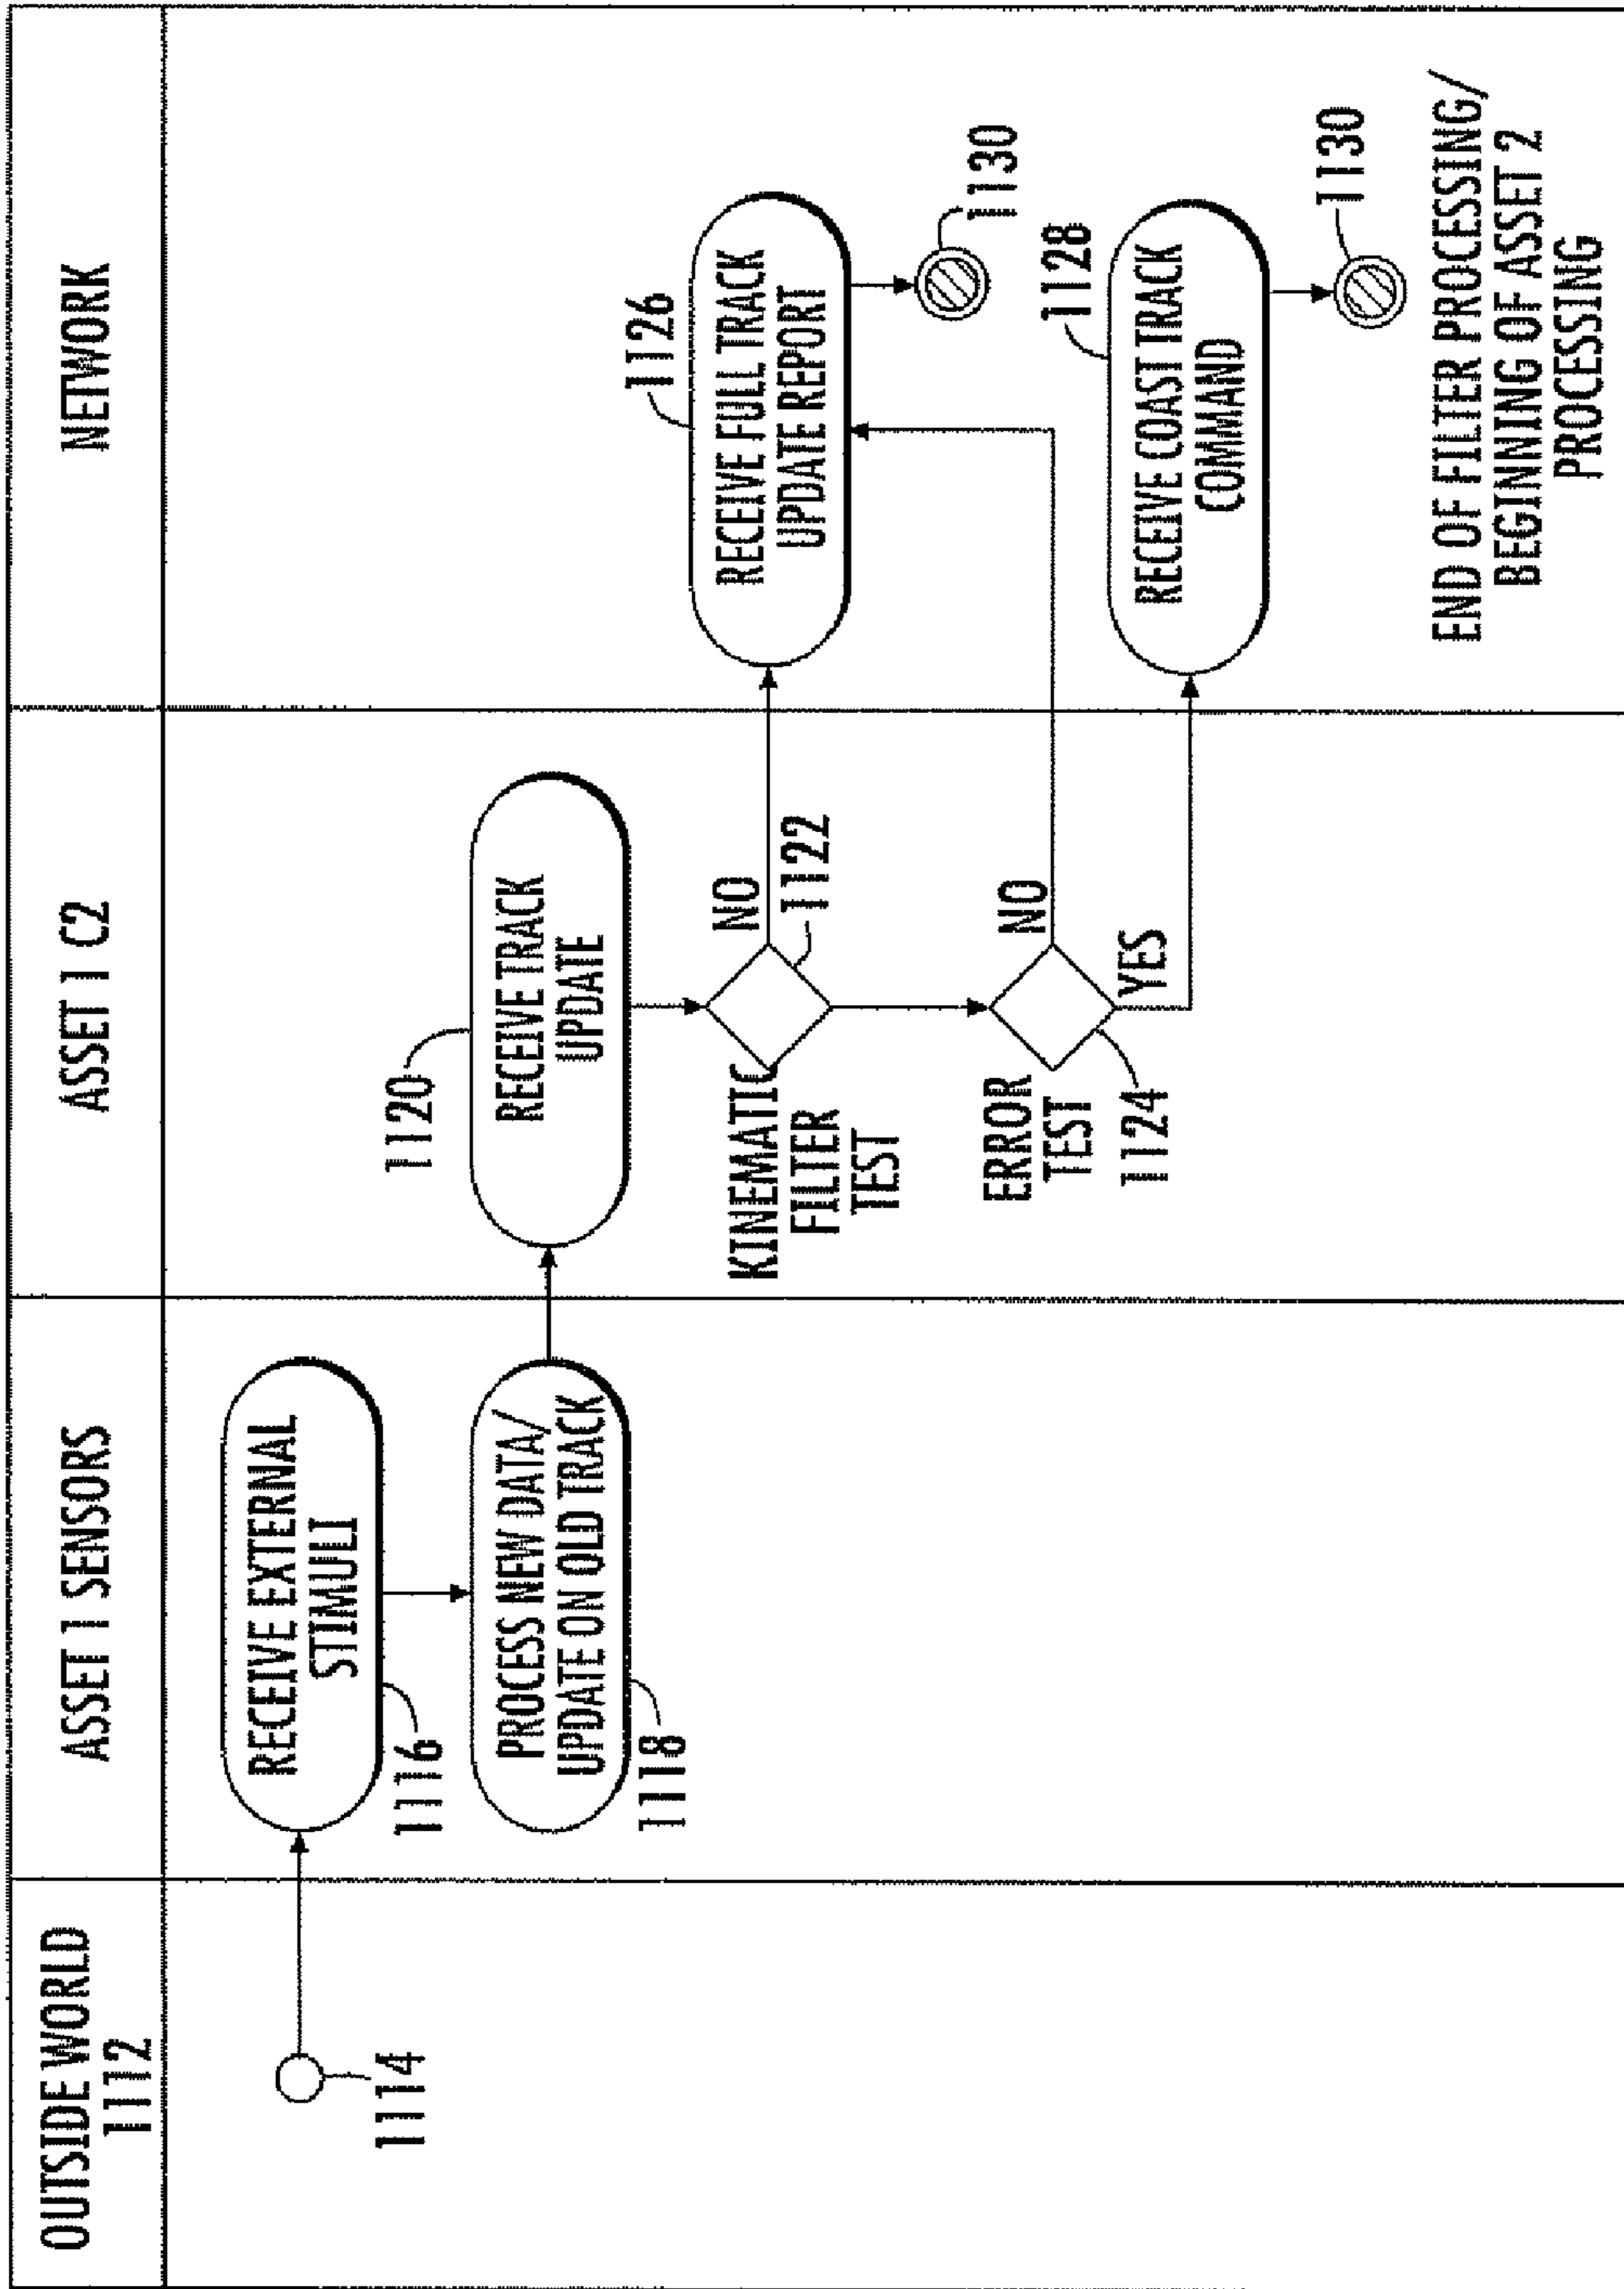 OUTSIDE WORLD
1112
ASSET 1 SENSORS
ASSET 1 C2
NETWORK
1114
RECEIVE EXTERNAL
STIMULI
1116
PROCESS NEW DATA/
UPDATE ON OLD TRACK
1118
1120
RECEIVE TRACK
UPDATE
KINEMATIC
FILTER
TEST
NO
1122
ERROR
TEST
NO
YES
1124
1126
RECEIVE FULL TRACK
UPDATE REPORT
1130
1128
RECEIVE COAST TRACK
COMMAND
1130
END OF FILTER PROCESSING/
BEGINNING OF ASSET 2
PROCESSING